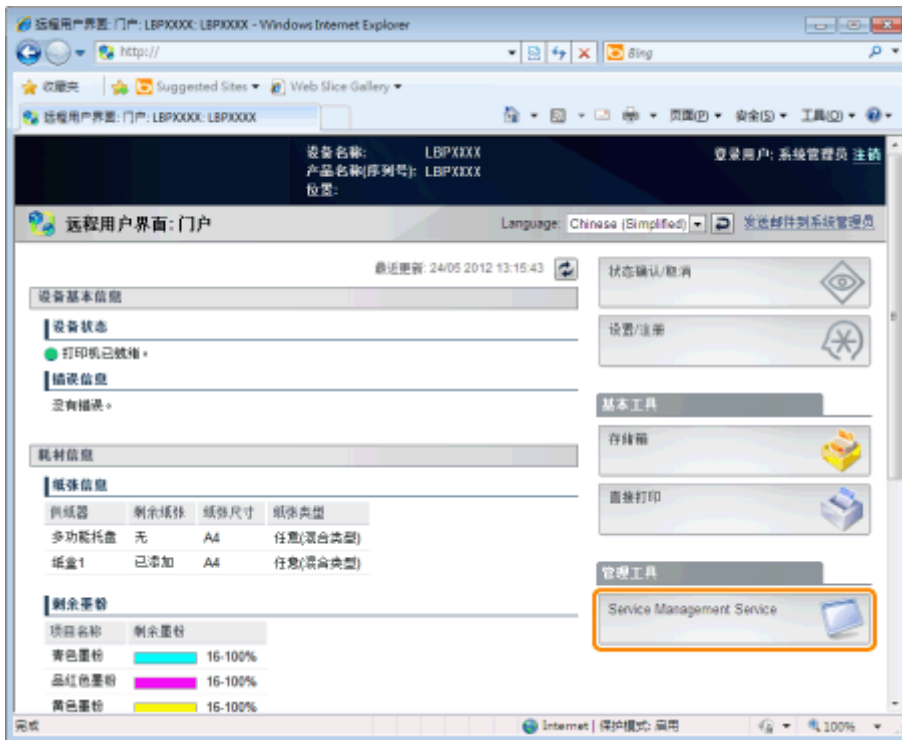 远程用户界面: 门户: LBPXXXX: LBPXXXX - Windows Internet Explorer
http://
Bing
收藏夹 Suggested Sites Web Slice Gallery
远程用户界面: 门户: LBPXXXX: LBPXXXX
页面(P) 安全(S) 工具(O)
设备名称: LBPXXXX
产品名称(序列号): LBPXXXX
位置:
登录用户: 系统管理员 注销
远程用户界面: 门户
Language: Chinese (Simplified) 发送邮件到系统管理员
最近更新: 24/05 2012 13:15:43
设备基本信息
设备状态
打印机已就绪。
错误信息
没有错误。
耗材信息
纸张信息
供纸器 剩余纸张 纸张尺寸 纸张类型
多功能托盘 无 A4 任意(混合类型)
纸盒1 已添加 A4 任意(混合类型)
剩余墨粉
项目名称 剩余墨粉
青色墨粉 16-100%
品红色墨粉 16-100%
黄色墨粉 16-100%
状态确认/取消
设置/注册
基本工具
存储箱
直接打印
管理工具
Service Management Service
完成
Internet | 保护模式: 启用
100%